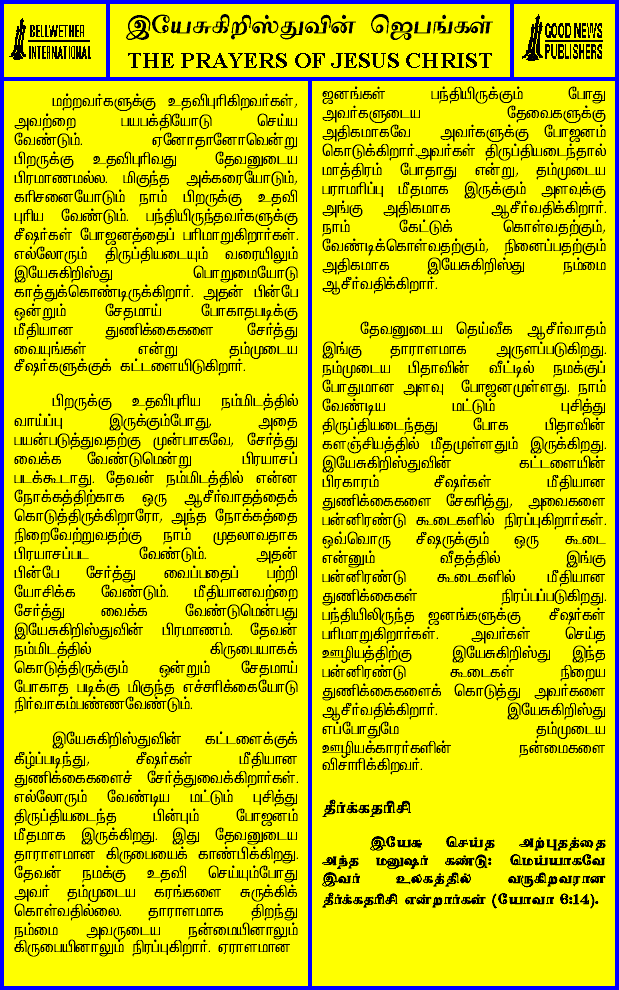 BELLWETHER
INTERNATIONAL
இயேசுகிறிஸ்துவின் ஜெபங்கள்
THE PRAYERS OF JESUS CHRIST
GOOD NEWS
PUBLISHERS
மற்றவர்களுக்கு உதவிபுரிகிறவர்கள்,
அவற்றை பயபக்தியோடு செய்ய
வேண்டும். ஏனோதானோவென்று
பிறருக்கு உதவிபுரிவது தேவனுடைய
பிரமாணமல்ல. மிகுந்த அக்கரையோடும்,
கரிசனையோடும் நாம் பிறருக்கு உதவி
புரிய வேண்டும். பந்தியிருந்தவர்களுக்கு
சீஷர்கள் போஜனத்தைப் பரிமாறுகிறார்கள்.
எல்லோரும் திருப்தியடையும் வரையிலும்
இயேசுகிறிஸ்து பொறுமையோடு
காத்துக்கொண்டிருக்கிறார். அதன் பின்பே
ஒன்றும் சேதமாய் போகாதபடிக்கு
மீதியான துணிக்கைகளை சேர்த்து
வையுங்கள் என்று தம்முடைய
சீஷர்களுக்குக் கட்டளையிடுகிறார்.
பிறருக்கு உதவிபுரிய நம்மிடத்தில்
வாய்ப்பு இருக்கும்போது, அதை
பயன்படுத்துவதற்கு முன்பாகவே, சேர்த்து
வைக்க வேண்டுமென்று பிரயாசப்
படக்கூடாது. தேவன் நம்மிடத்தில் என்ன
நோக்கத்திற்காக ஒரு ஆசீர்வாதத்தைக்
கொடுத்திருக்கிறாரோ, அந்த நோக்கத்தை
நிறைவேற்றுவதற்கு நாம் முதலாவதாக
பிரயாசப்பட வேண்டும். அதன்
பின்பே சேர்த்து வைப்பதைப் பற்றி
யோசிக்க வேண்டும். மீதியானவற்றை
சேர்த்து வைக்க வேண்டுமென்பது
இயேசுகிறிஸ்துவின் பிரமாணம். தேவன்
நம்மிடத்தில் கிருபையாகக்
கொடுத்திருக்கும் ஒன்றும் சேதமாய்
போகாத படிக்கு மிகுந்த எச்சரிக்கையோடு
நிர்வாகம்பண்ணவேண்டும்.
இயேசுகிறிஸ்துவின் கட்டளைக்குக்
கீழ்ப்படிந்து, சீஷர்கள் மீதியான
துணிக்கைகளைச் சேர்த்துவைக்கிறார்கள்.
எல்லோரும் வேண்டிய மட்டும் புசித்து
திருப்தியடைந்த பின்பும் போஜனம்
மீதமாக இருக்கிறது. இது தேவனுடைய
தாராளமான கிருபையைக் காண்பிக்கிறது.
தேவன் நமக்கு உதவி செய்யும்போது
அவர் தம்முடைய கரங்களை சுருக்கிக்
கொள்வதில்லை. தாராளமாக திறந்து
நம்மை அவருடைய நன்மையினாலும்
கிருபையினாலும் நிரப்புகிறார். ஏராளமான
ஜனங்கள் பந்தியிருக்கும் போது
அவர்களுடைய தேவைகளுக்கு
அதிகமாகவே அவர்களுக்கு போஜனம்
கொடுக்கிறார்.அவர்கள் திருப்தியடைந்தால்
மாத்திரம் போதாது என்று, தம்முடைய
பராமரிப்பு மீதமாக இருக்கும் அளவுக்கு
அங்கு அதிகமாக ஆசீர்வதிக்கிறார்.
நாம் கேட்டுக் கொள்வதற்கும்,
வேண்டிக்கொள்வதற்கும், நினைப்பதற்கும்
அதிகமாக இயேசுகிறிஸ்து நம்மை
ஆசீர்வதிக்கிறார்.
தேவனுடைய தெய்வீக ஆசீர்வாதம்
இங்கு தாராளமாக அருளப்படுகிறது.
நம்முடைய பிதாவின் வீட்டில் நமக்குப்
போதுமான அளவு போஜனமுள்ளது. நாம்
வேண்டிய மட்டும் புசித்து
திருப்தியடைந்தது போக பிதாவின்
களஞ்சியத்தில் மீதமுள்ளதும் இருக்கிறது.
இயேசுகிறிஸ்துவின் கட்டளையின்
பிரகாரம் சீஷர்கள் மீதியான
துணிக்கைகளை சேகரித்து, அவைகளை
பன்னிரண்டு கூடைகளில் நிரப்புகிறார்கள்.
ஒவ்வொரு சீஷருக்கும் ஒரு கூடை
என்னும் வீதத்தில் இங்கு
பன்னிரண்டு கூடைகளில் மீதியான
துணிக்கைகள் நிரப்பப்படுகிறது.
பந்தியிலிருந்த ஜனங்களுக்கு சீஷர்கள்
பரிமாறுகிறார்கள். அவர்கள் செய்த
ஊழியத்திற்கு இயேசுகிறிஸ்து இந்த
பன்னிரண்டு கூடைகள் நிறைய
துணிக்கைகளைக் கொடுத்து அவர்களை
ஆசீர்வதிக்கிறார். இயேசுகிறிஸ்து
எப்போதுமே தம்முடைய
ஊழியக்காரர்களின் நன்மைகளை
விசாரிக்கிறவர்.
தீர்க்கதரிசி
இயேசு செய்த அற்புதத்தை
அந்த மனுஷர் கண்டு: மெய்யாகவே
இவர் உலகத்தில் வருகிறவரான
தீர்க்கதரிசி என்றார்கள் (யோவா 6:14).